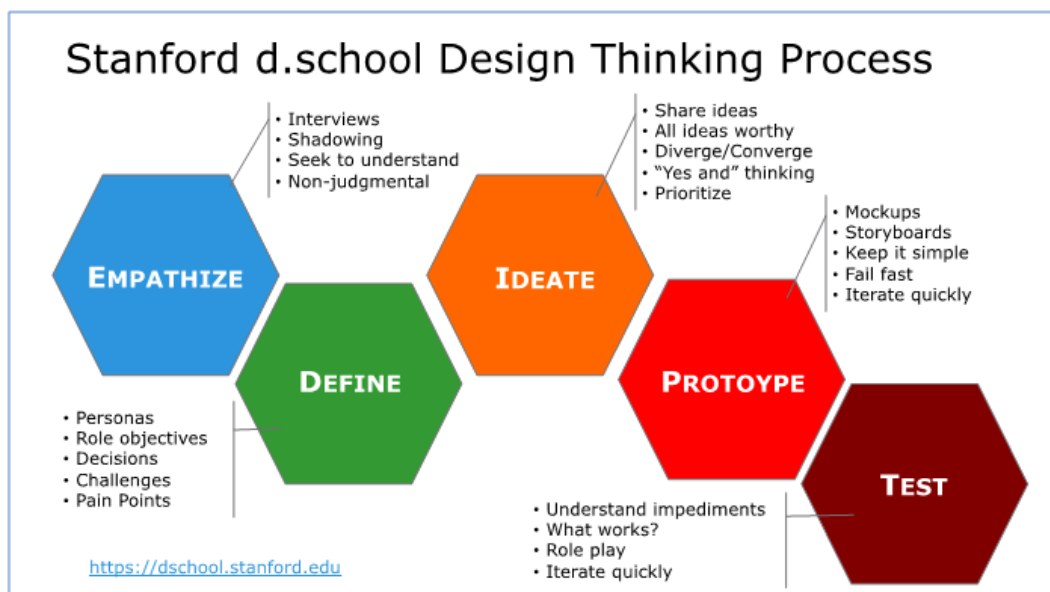 Stanford d.school Design Thinking Process
• Interviews
• Shadowing
• Seek to understand
• Non-judgmental
EMPATHIZE
• Personas
• Role objectives
• Decisions
• Challenges
• Pain Points
DEFINE
• Share ideas
• All ideas worthy
• Diverge/Converge
• “Yes and” thinking
• Prioritize
IDEATE
• Mockups
• Storyboards
• Keep it simple
• Fail fast
• Iterate quickly
PROTOYPE
• Understand impediments
• What works?
• Role play
• Iterate quickly
TEST
https://dschool.stanford.edu